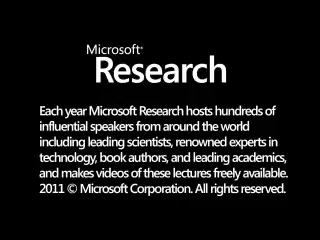 Microsoft®
Research
Each year Microsoft Research hosts hundreds of
influential speakers from around the world
including leading scientists, renowned experts in
technology, book authors, and leading academics,
and makes videos of these lectures freely available.
2011 © Microsoft Corporation. All rights reserved.